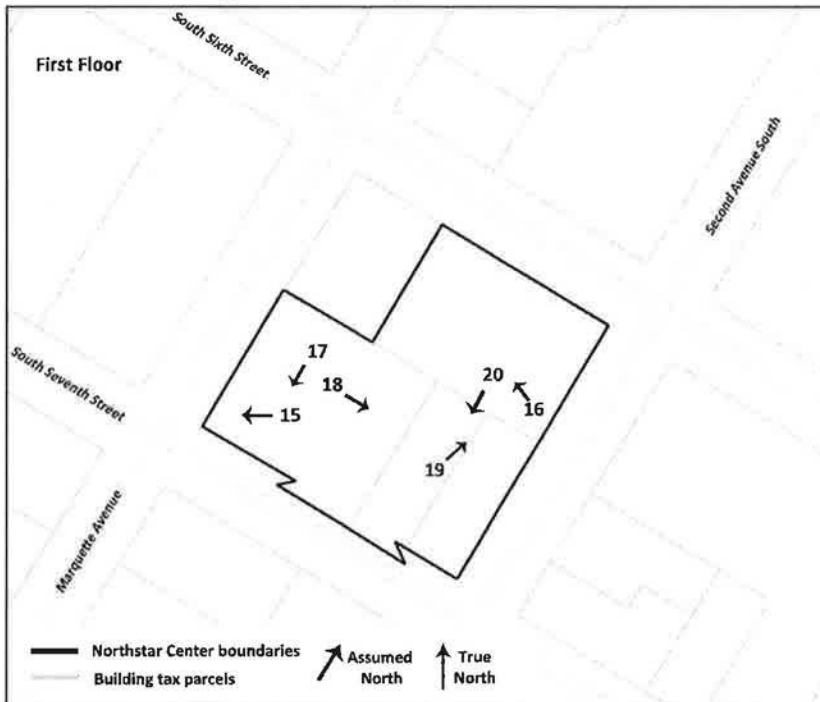 South Sixth Street
First Floor
Second Avenue South
17
18
15
20
16
19
South Seventh Street
Marquette Avenue
Northstar Center boundaries
Building tax parcels
Assumed
North
True
North